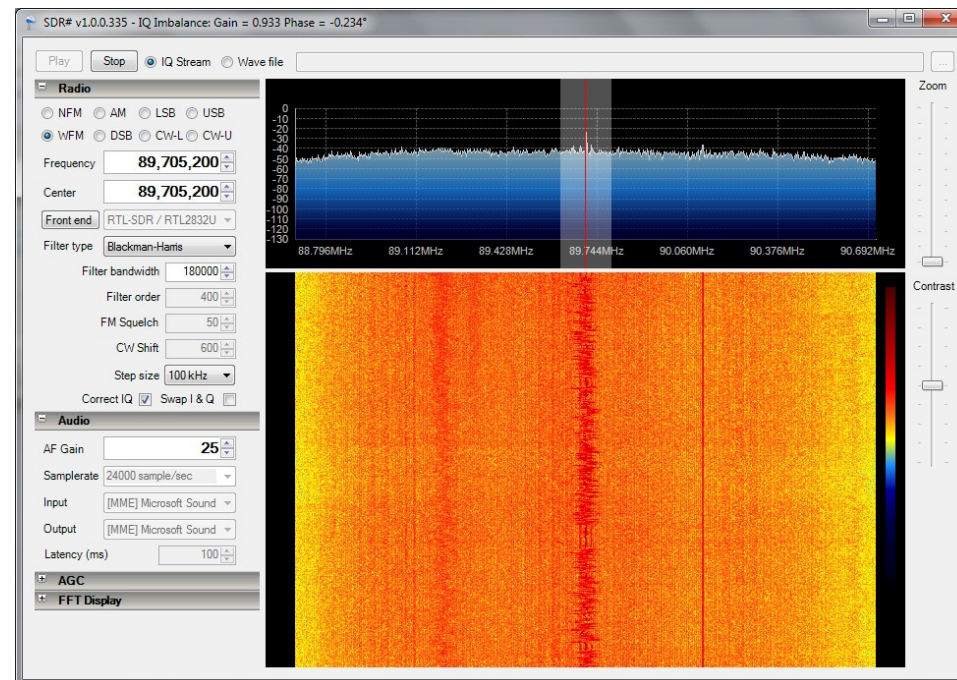 SDR# v1.0.0.335 - IQ Imbalance: Gain = 0.933 Phase = -0.234°
Play Stop IQ Stream Wave file ...
Radio
NFM AM LSB USB
WFM DSB CW-L CW-U
Frequency 89,705,200
Center 89,705,200
Front end RTL-SDR / RTL2832U
Filter type Blackman-Harris
Filter bandwidth 180000
Filter order 400
FM Squelch 50
CW Shift 600
Step size 100 kHz
Correct IQ Swap I & Q
Audio
AF Gain 25
Samplerate 24000 sample/sec
Input [MME] Microsoft Sound
Output [MME] Microsoft Sound
Latency (ms) 100
AGC
FFT Display
0
-10
-20
-30
-40
-50
-60
-70
-80
-90
-100
-110
-120
-130
88.796MHz 89.112MHz 89.428MHz 89.744MHz 90.060MHz 90.376MHz 90.692MHz
Zoom
Contrast